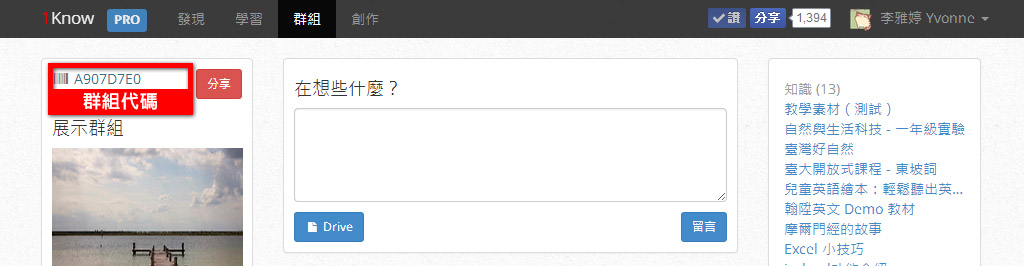 1Know PRO 發現 學習 群組 創作 讚 分享 1,394 李雅婷 Yvonne
A907D7E0 分享
群組代碼
展示群組
在想些什麼？
Drive 留言
知識 (13)
教學素材 ( 測試 )
自然與生活科技 - 一年級實驗
臺灣好自然
臺大開放式課程 - 東坡詞
兒童英語繪本：輕鬆聽出英...
翰陞英文 Demo 教材
摩爾門經的故事
Excel 小技巧